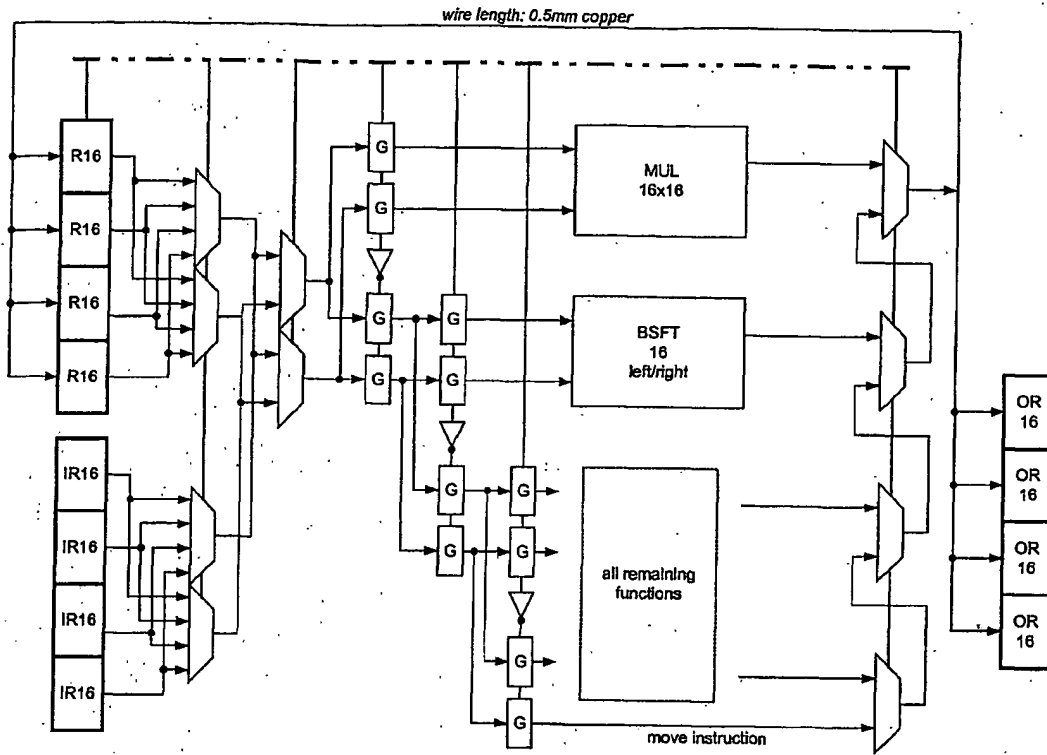 wire length: 0.5mm copper
R16
R16
R16
R16
IR16
IR16
IR16
IR16
G
G
G
G
G
G
G
G
G
G
G
G
MUL
16x16
BSFT
16
left/right
all remaining
functions
move instruction
OR
16
OR
16
OR
16
OR
16